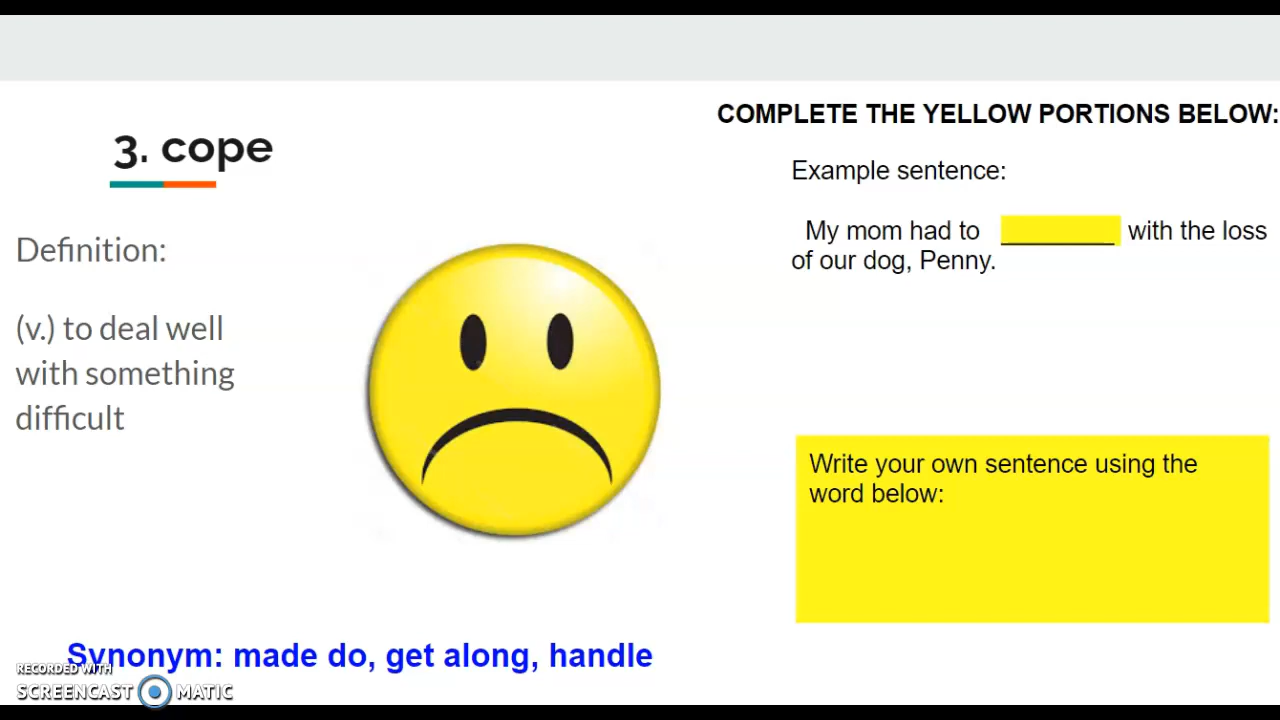 3. cope
Definition:
(v.) to deal well
with something
difficult
COMPLETE THE YELLOW PORTIONS BELOW:
Example sentence:
My mom had to __________ with the loss
of our dog, Penny.
Write your own sentence using the
word below:
Synonym: made do, get along, handle
RECORDED WITH
SCREENCAST MATIC